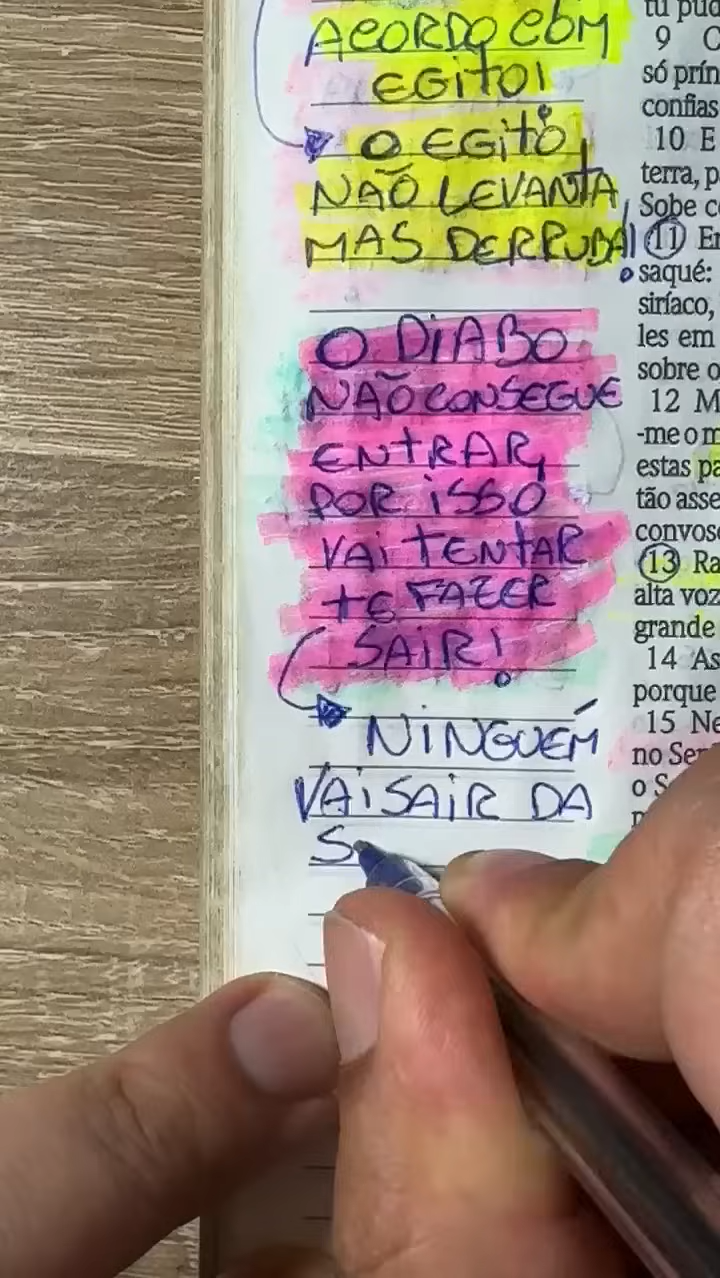 ACORDO COM
EGITO!
O EGITO
NÃO LEVANTA,
MAS DERRUBA!
O DIABO
NÃO CONSEGUE
ENTRAR,
POR ISSO
VAI TENTAR
TE FAZER
SAIR!
NINGUÉM
VAI SAIR DA
S
9
só prín
confias
10 E
terra, p
Sobe c
11 En
saqué:
siríaco,
les em
sobre o
12 M
-me o m
estas pa
tão asse
convosc
13 Ra
alta voz
grande
14 As
porque
15 Ne
no Sen